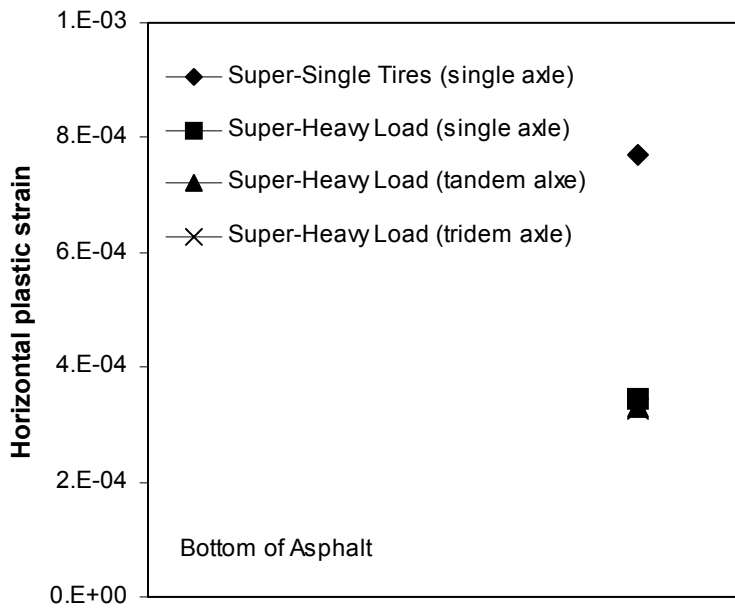 1.E-03
Super-Single Tires (single axle)
8.E-04
Super-Heavy Load (single axle)
Super-Heavy Load (tandem alxe)
Super-Heavy Load (tridem axle)
6.E-04
Horizontal plastic strain
4.E-04
2.E-04
Bottom of Asphalt
0.E+00